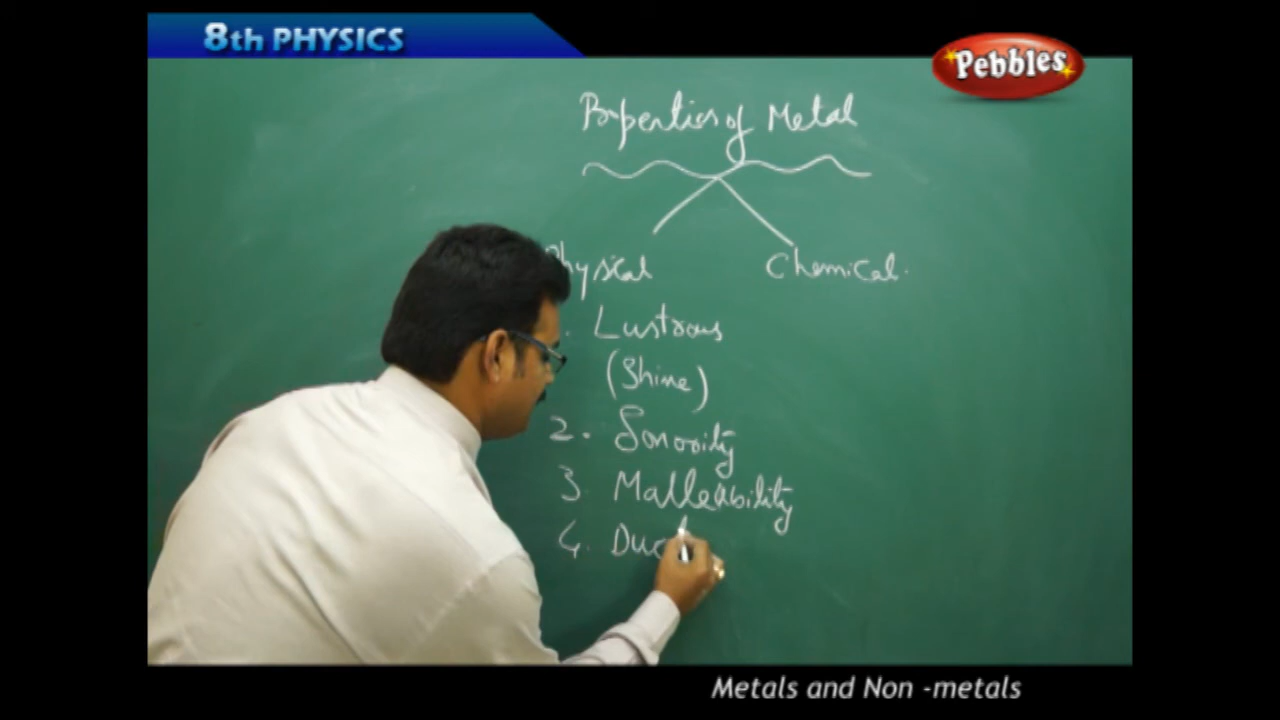 8th PHYSICS
Pebbles
Properties of Metal
Physical Chemical.
. Lustrous
(Shine)
2. Sonority
3 Malleability
4. Duc
Metals and Non -metals